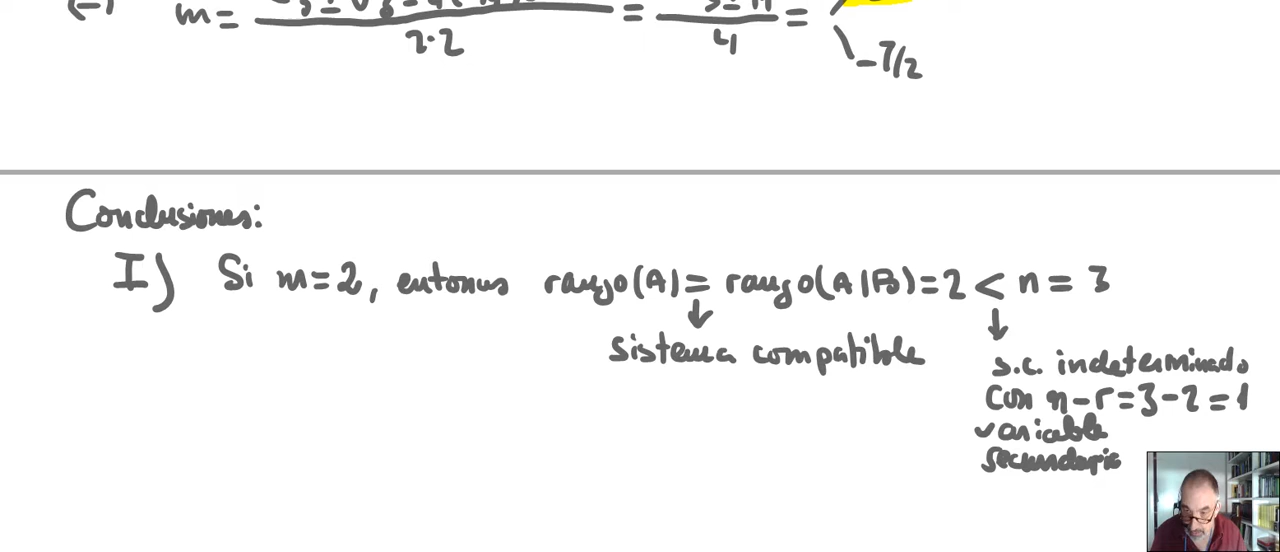 m = = =
2·2 4
-7/2
Conclusiones:
I) Si m=2, entonces rango(A) = rango(A|B)=2 < n = 3
↓ ↓
sistema compatible
s.c. indeterminado
con n-r=3-2=1
variable
secundaria